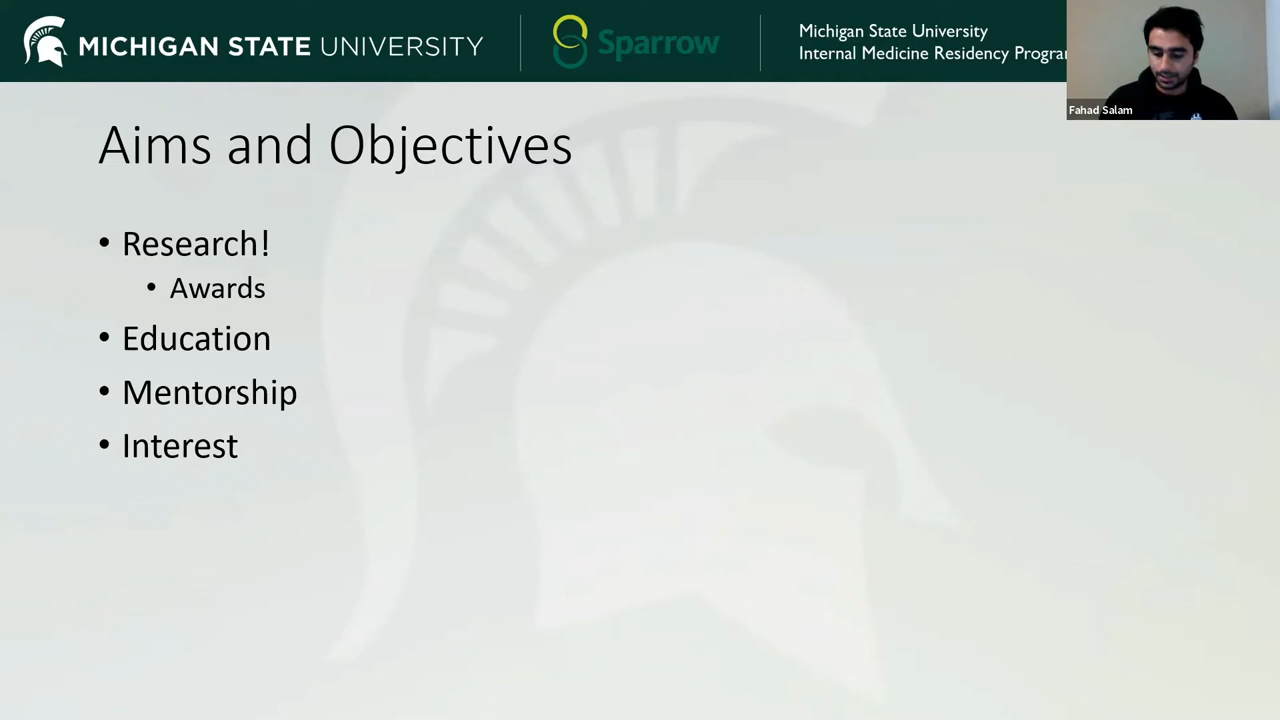 MICHIGAN STATE UNIVERSITY
Sparrow
Michigan State University
Internal Medicine Residency Progra
Fahad Salam
Aims and Objectives
• Research!
• Awards
• Education
• Mentorship
• Interest